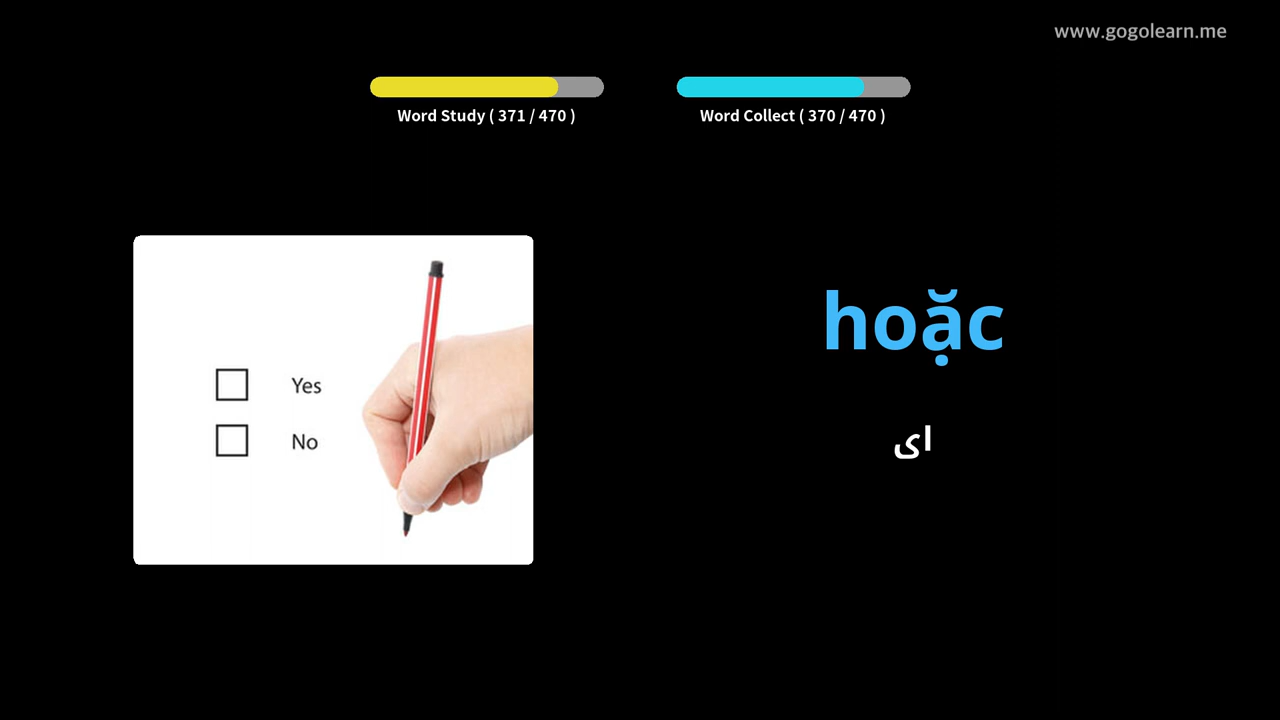 www.gogolearn.me
Word Study ( 371 / 470 )
Word Collect ( 370 / 470 )
Yes
No
hoặc
ای